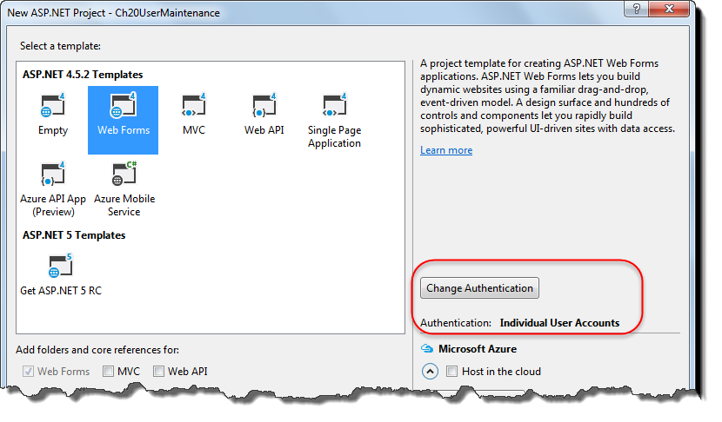 New ASP.NET Project - Ch20UserMaintenance
Select a template:
ASP.NET 4.5.2 Templates
Empty
Web Forms
MVC
Web API
Single Page
Application
Azure API App
(Preview)
Azure Mobile
Service
ASP.NET 5 Templates
Get ASP.NET 5 RC
A project template for creating ASP.NET Web Forms
applications. ASP.NET Web Forms lets you build
dynamic websites using a familiar drag-and-drop,
event-driven model. A design surface and hundreds of
controls and components let you rapidly build
sophisticated, powerful UI-driven sites with data access.
Learn more
Change Authentication
Authentication: Individual User Accounts
Microsoft Azure
Host in the cloud
Add folders and core references for:
Web Forms MVC Web API